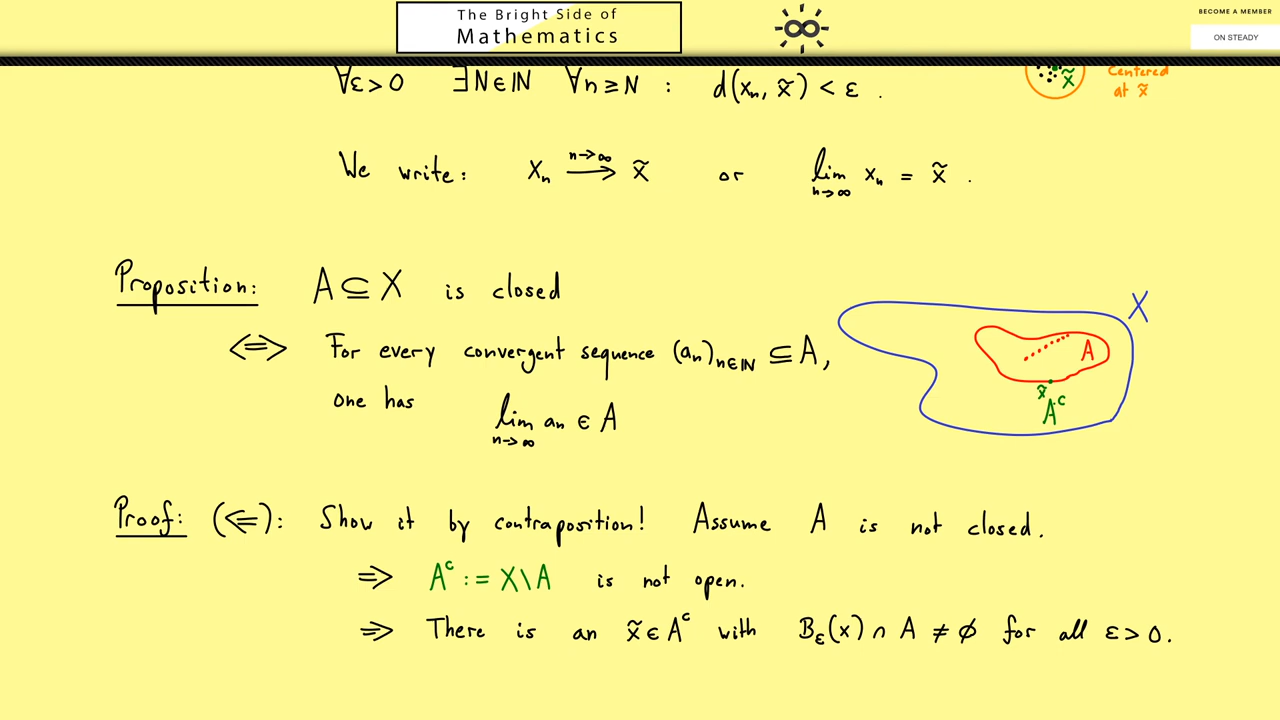 The Bright Side of
Mathematics
BECOME A MEMBER
ON STEADY
∀ε>0 ∃N∈ℕ ∀n≥N : d(xₙ, x̃) < ε .
x̃
Centered
at x̃
We write: xₙ —n→∞→ x̃ or lim_{n→∞} xₙ = x̃ .
Proposition: A ⊆ X is closed
X
⟺ For every convergent sequence (aₙ)_{n∈ℕ} ⊆ A,
A
one has lim_{n→∞} aₙ ∈ A
x̃
Aᶜ
Proof: (⇐): Show it by contraposition! Assume A is not closed.
⇒ Aᶜ := X\A is not open.
⇒ There is an x̃ ∈ Aᶜ with B_ε(x) ∩ A ≠ ∅ for all ε > 0.